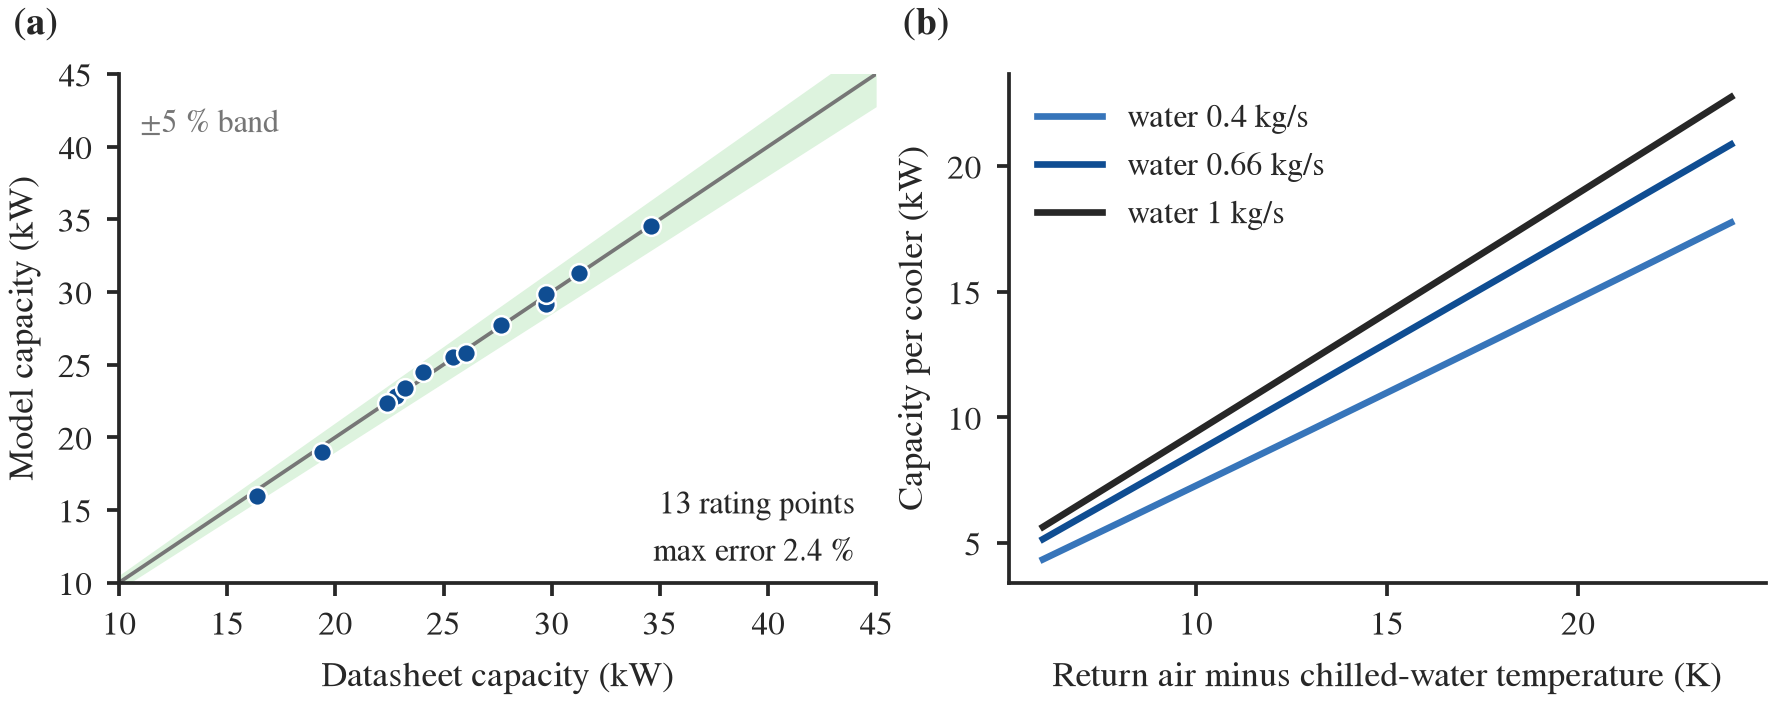 (a)
45
40
35
30
25
20
15
10
Model capacity (kW)
±5 % band
13 rating points
max error 2.4 %
10 15 20 25 30 35 40 45
Datasheet capacity (kW)
(b)
20
15
10
5
Capacity per cooler (kW)
water 0.4 kg/s
water 0.66 kg/s
water 1 kg/s
10 15 20
Return air minus chilled-water temperature (K)